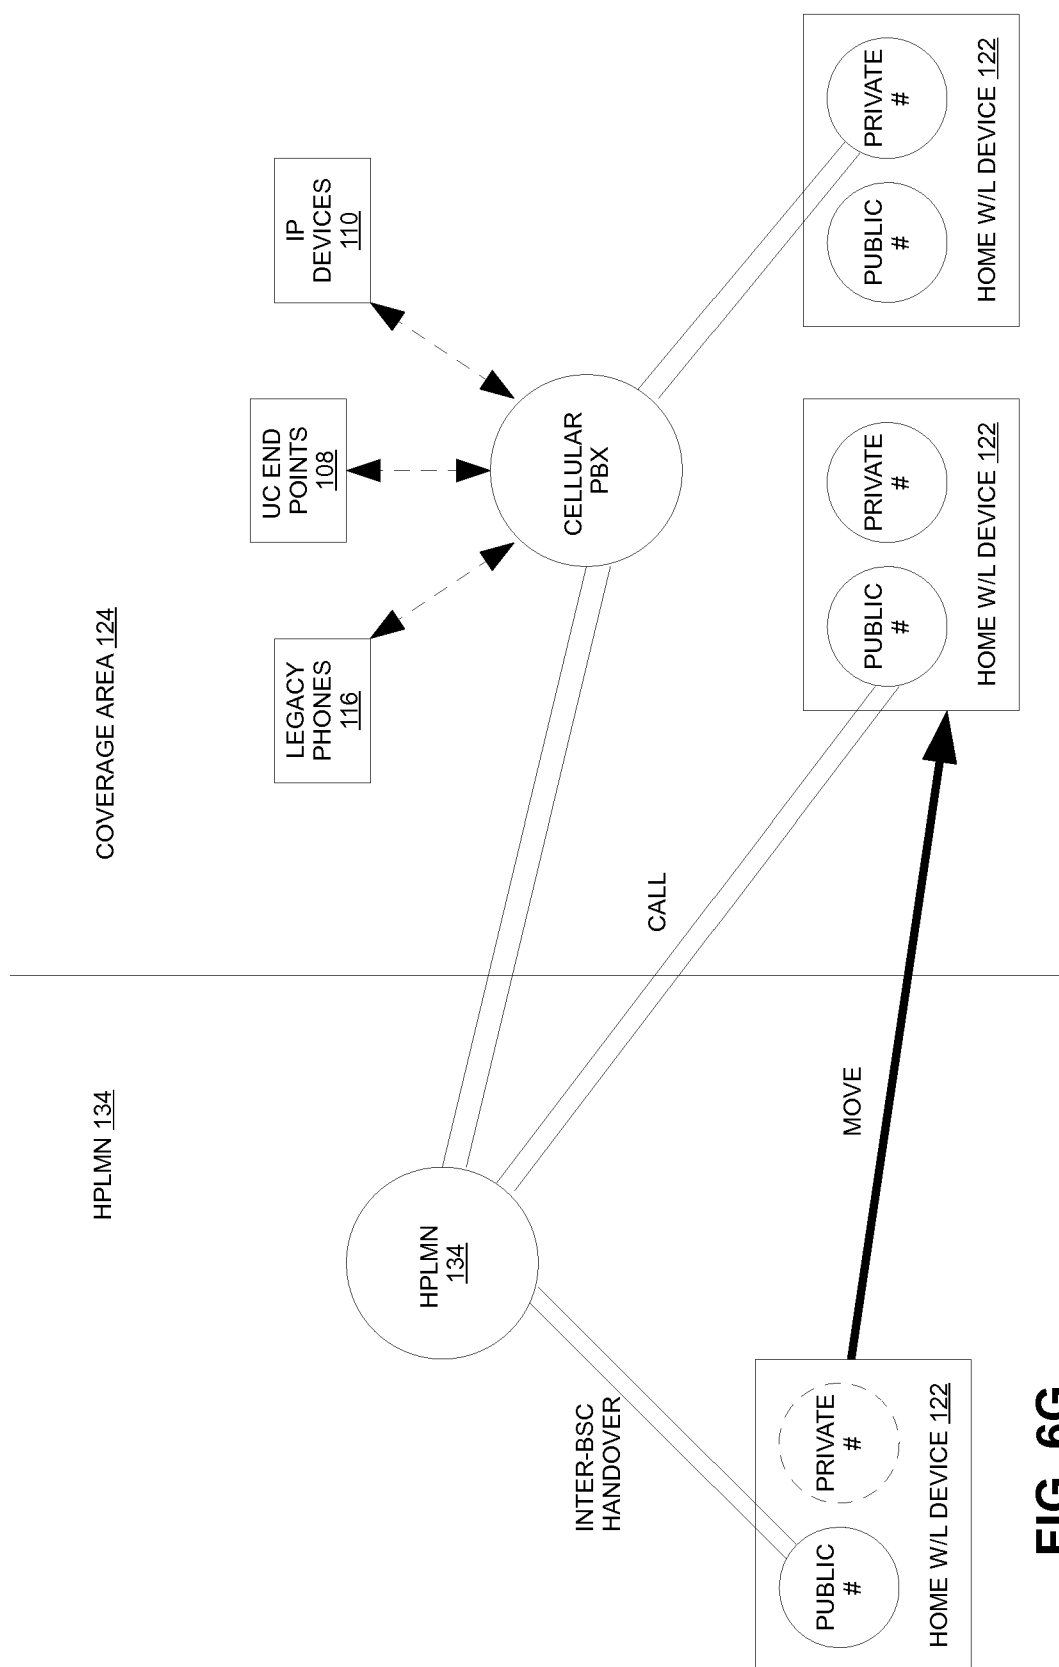 HPLMN 134
COVERAGE AREA 124
LEGACY
PHONES
116
UC END
POINTS
108
IP
DEVICES
110
HPLMN
134
CELLULAR
PBX
INTER-BSC
HANDOVER
CALL
MOVE
PUBLIC
#
PRIVATE
#
HOME W/L DEVICE 122
PUBLIC
#
PRIVATE
#
HOME W/L DEVICE 122
PUBLIC
#
PRIVATE
#
HOME W/L DEVICE 122
FIG. 6G